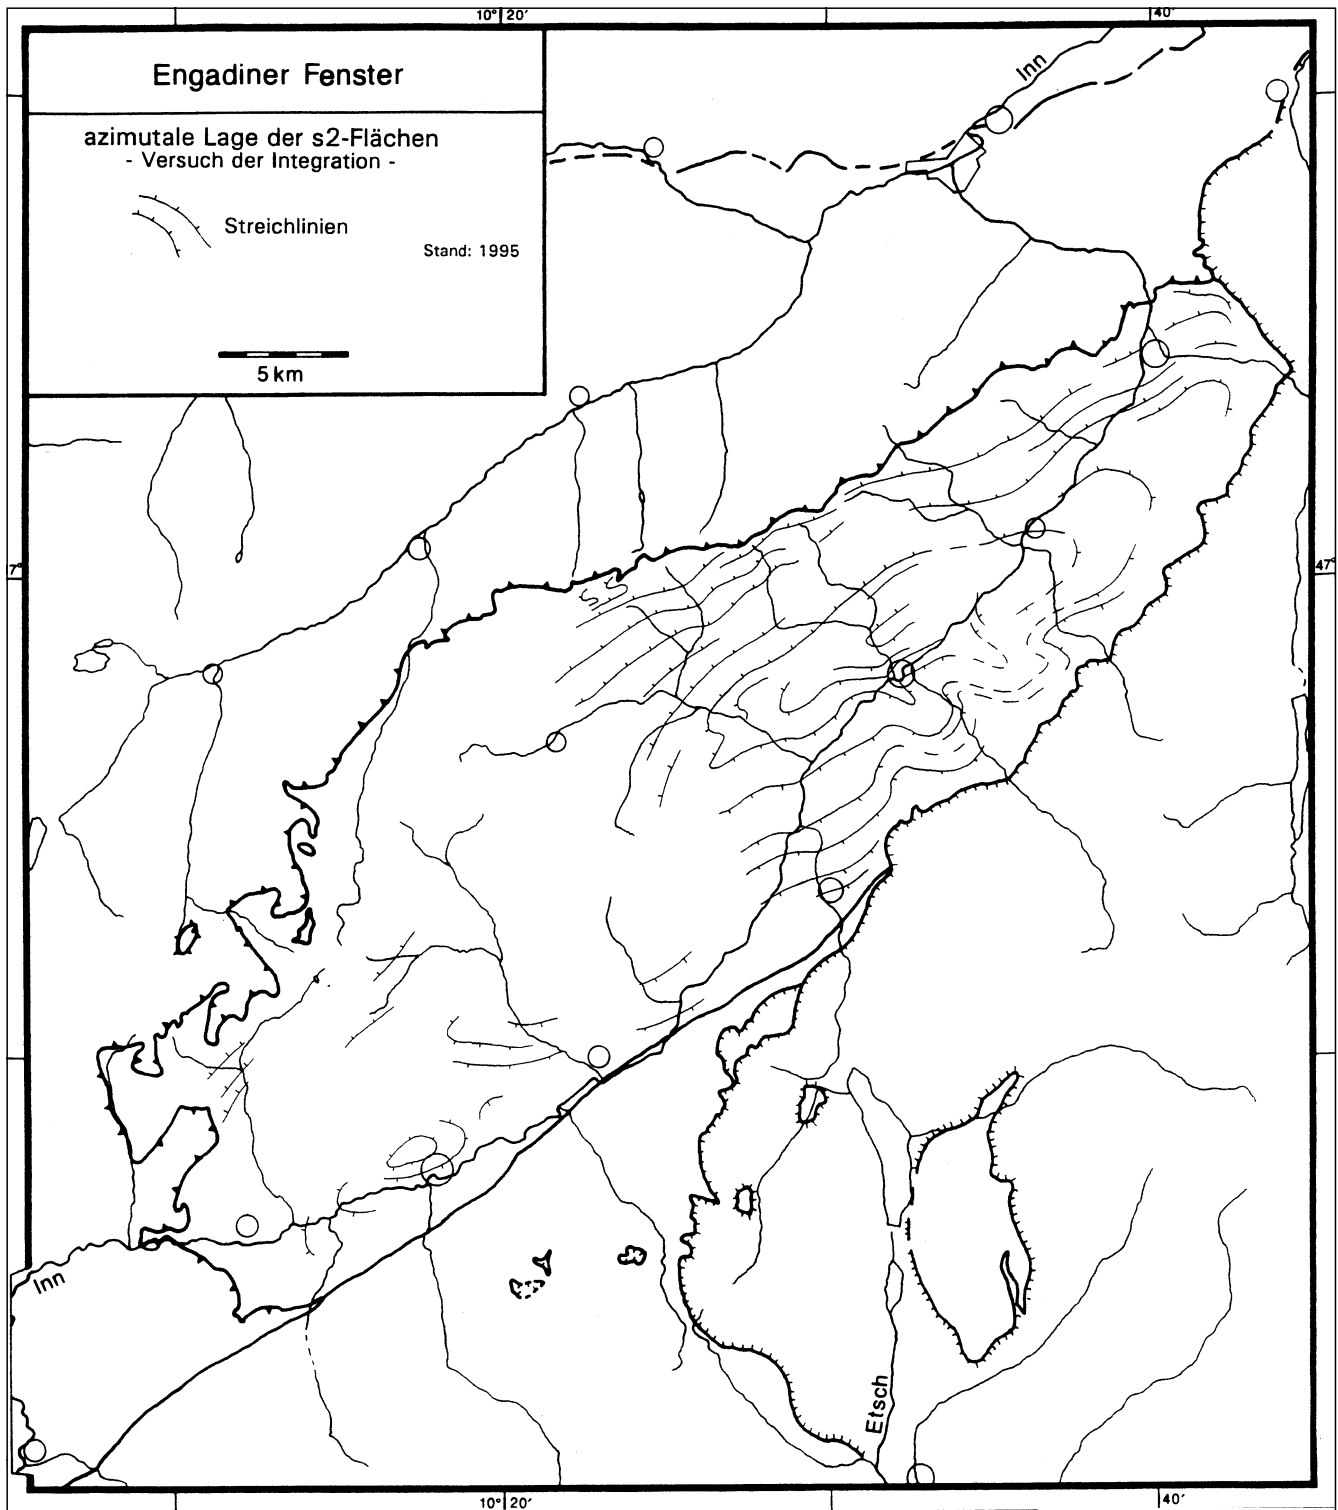 10° 20'
40'
Engadiner Fenster
azimutale Lage der s2-Flächen
- Versuch der Integration -
Streichlinien
Stand: 1995
5 km
Inn
7°
47°
Inn
Etsch
10° 20'
40'